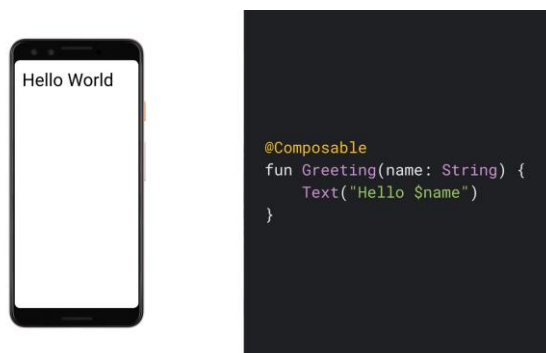 Hello World
@Composable
fun Greeting(name: String) {
    Text("Hello $name")
}